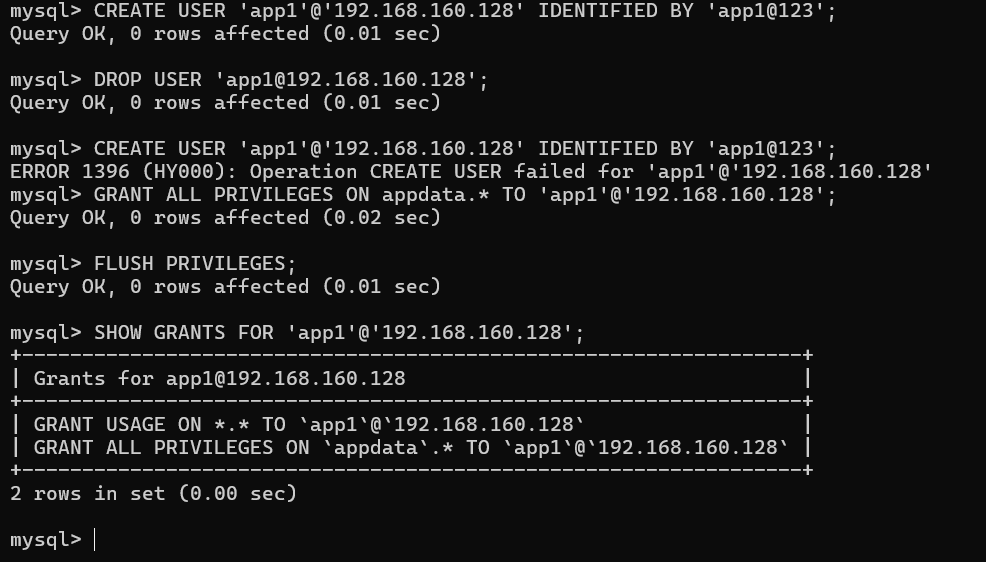 mysql> CREATE USER 'app1'@'192.168.160.128' IDENTIFIED BY 'app1@123';
Query OK, 0 rows affected (0.01 sec)
mysql> DROP USER 'app1@192.168.160.128';
Query OK, 0 rows affected (0.01 sec)
mysql> CREATE USER 'app1'@'192.168.160.128' IDENTIFIED BY 'app1@123';
ERROR 1396 (HY000): Operation CREATE USER failed for 'app1'@'192.168.160.128'
mysql> GRANT ALL PRIVILEGES ON appdata.* TO 'app1'@'192.168.160.128';
Query OK, 0 rows affected (0.02 sec)
mysql> FLUSH PRIVILEGES;
Query OK, 0 rows affected (0.01 sec)
mysql> SHOW GRANTS FOR 'app1'@'192.168.160.128';
+-----------------------------------------------------------------+
| Grants for app1@192.168.160.128                                 |
+-----------------------------------------------------------------+
| GRANT USAGE ON *.* TO `app1`@`192.168.160.128`                  |
| GRANT ALL PRIVILEGES ON `appdata`.* TO `app1`@`192.168.160.128` |
+-----------------------------------------------------------------+
2 rows in set (0.00 sec)
mysql>